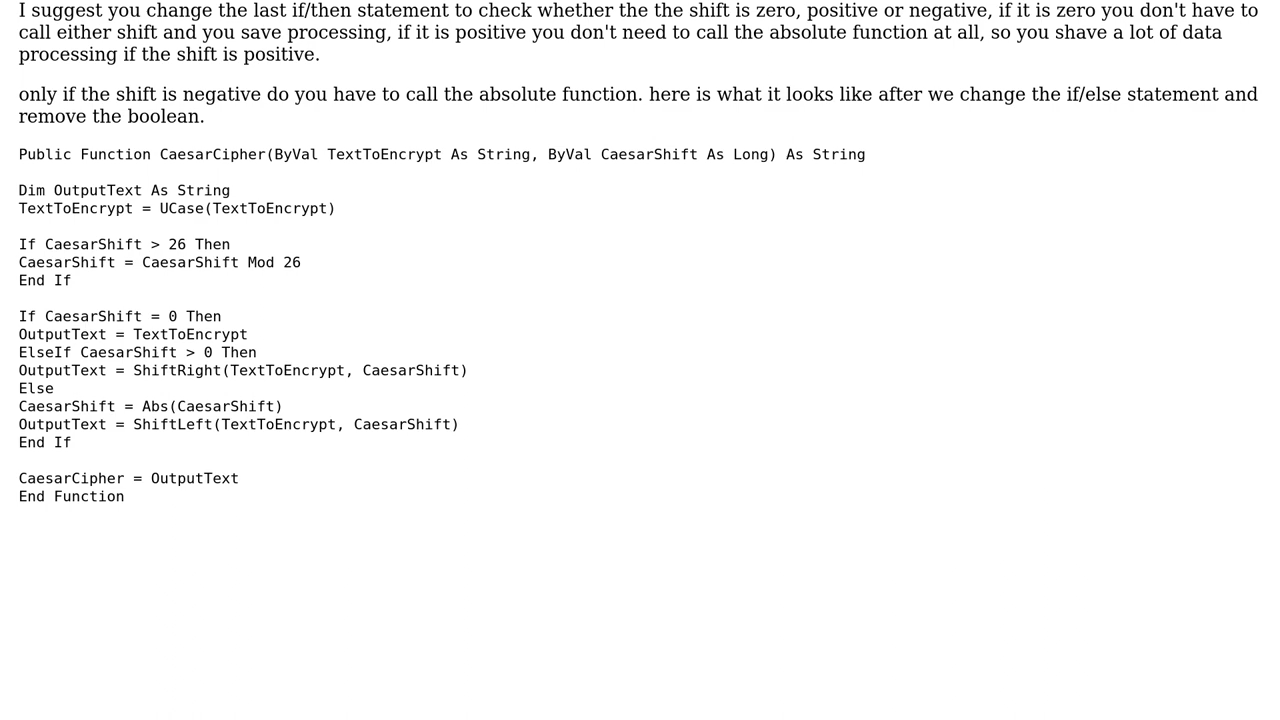 I suggest you change the last if/then statement to check whether the the shift is zero, positive or negative, if it is zero you don't have to
call either shift and you save processing, if it is positive you don't need to call the absolute function at all, so you shave a lot of data
processing if the shift is positive.
only if the shift is negative do you have to call the absolute function. here is what it looks like after we change the if/else statement and
remove the boolean.
Public Function CaesarCipher(ByVal TextToEncrypt As String, ByVal CaesarShift As Long) As String
Dim OutputText As String
TextToEncrypt = UCase(TextToEncrypt)
If CaesarShift > 26 Then
CaesarShift = CaesarShift Mod 26
End If
If CaesarShift = 0 Then
OutputText = TextToEncrypt
ElseIf CaesarShift > 0 Then
OutputText = ShiftRight(TextToEncrypt, CaesarShift)
Else
CaesarShift = Abs(CaesarShift)
OutputText = ShiftLeft(TextToEncrypt, CaesarShift)
End If
CaesarCipher = OutputText
End Function